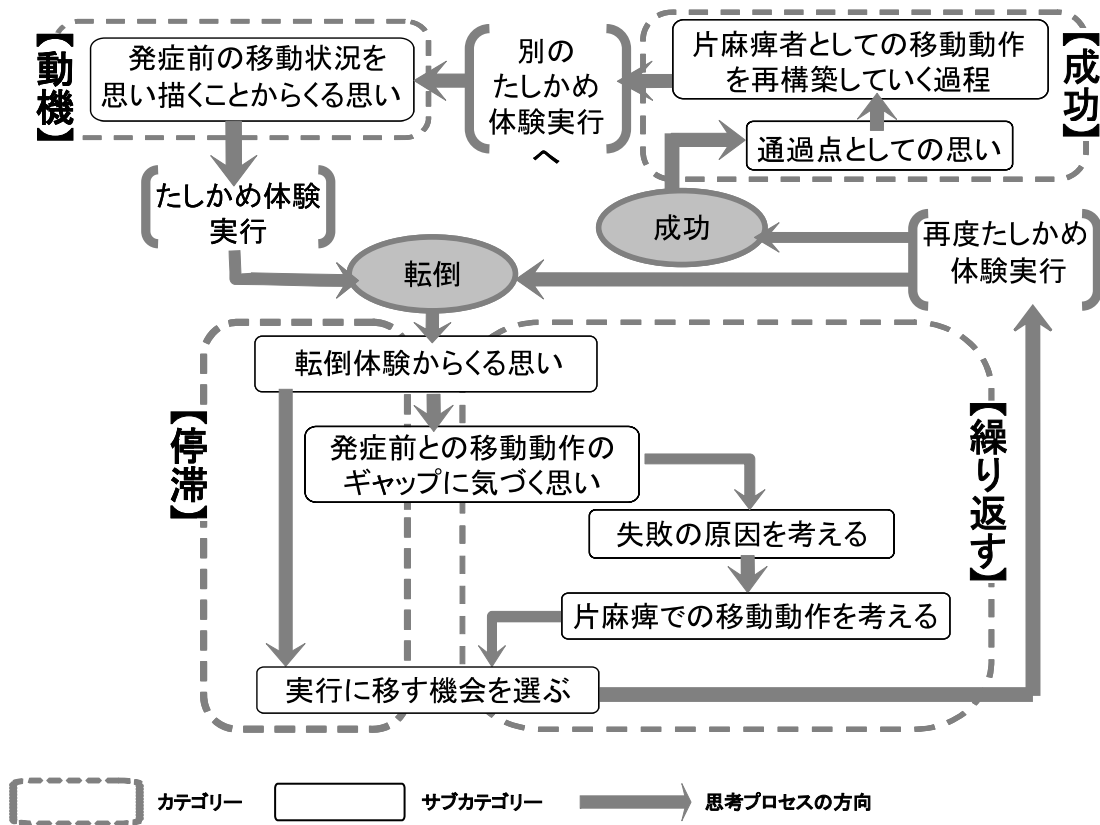 【動機】
発症前の移動状況を
思い描くことからくる思い
別の
たしかめ
体験実行
へ
片麻痺者としての移動動作
を再構築していく過程
通過点としての思い
【成功】
たしかめ体験
実行
成功
再度たしかめ
体験実行
転倒
転倒体験からくる思い
【停滞】
発症前との移動動作の
ギャップに気づく思い
【繰り返す】
失敗の原因を考える
片麻痺での移動動作を考える
実行に移す機会を選ぶ
カテゴリー
サブカテゴリー
思考プロセスの方向